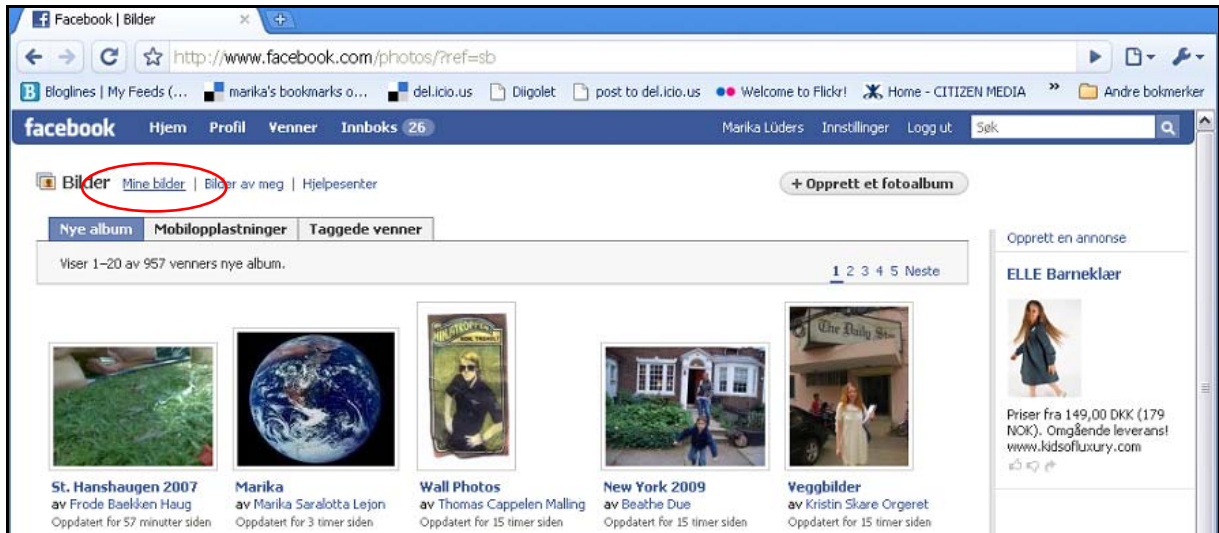 Facebook | Bilder
http://www.facebook.com/photos/?ref=sb
Bloglines | My Feeds (... marika's bookmarks o... del.icio.us Diigolet post to del.icio.us Welcome to Flickr! Home - CITIZEN MEDIA » Andre bokmerker
facebook Hjem Profil Venner Innboks 26 Marika Lüders Innstillinger Logg ut Søk
Bilder Mine bilder | Bilder av meg | Hjelpesenter + Opprett et fotoalbum
Nye album Mobilopplastninger Taggede venner
Viser 1–20 av 957 venners nye album.
1 2 3 4 5 Neste
Opprett en annonse
ELLE Barneklær
Priser fra 149,00 DKK (179
NOK). Omgående leverans!
www.kidsofluxury.com
The Daily Star
St. Hanshaugen 2007
av Frode Baekken Haug
Oppdatert for 57 minutter siden
Marika
av Marika Saralotta Lejon
Oppdatert for 3 timer siden
Wall Photos
av Thomas Cappelen Malling
Oppdatert for 15 timer siden
New York 2009
av Beathe Due
Oppdatert for 15 timer siden
Veggbilder
av Kristin Skare Orgeret
Oppdatert for 15 timer siden